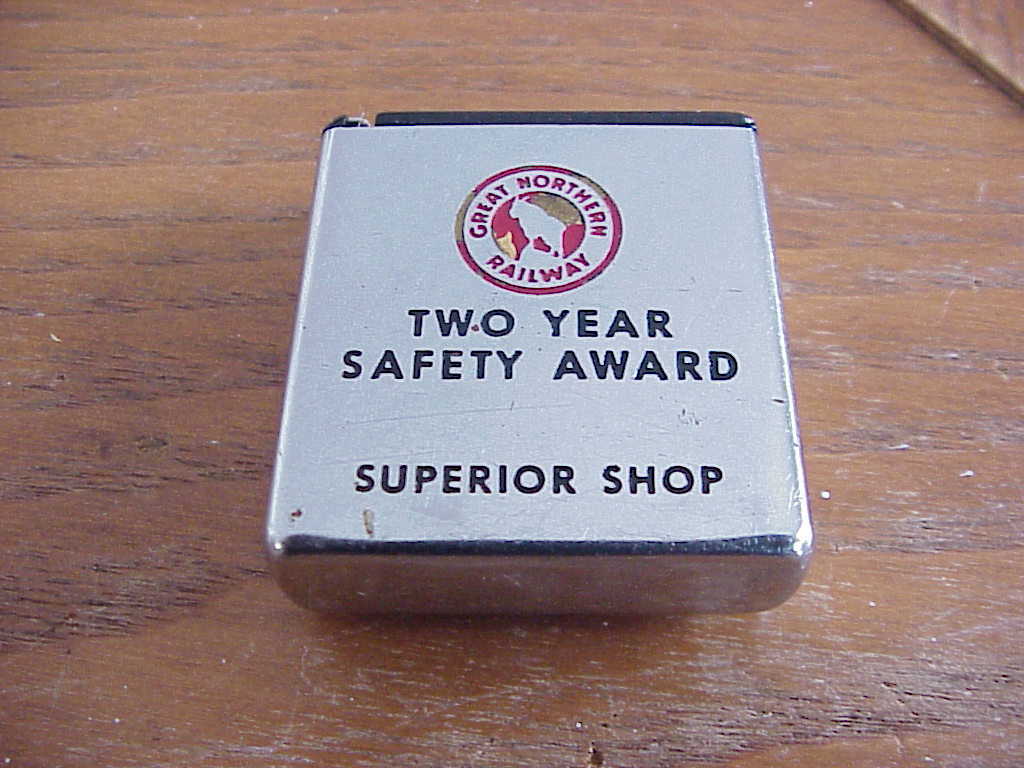 GREAT NORTHERN
RAILWAY
TWO YEAR
SAFETY AWARD
SUPERIOR SHOP